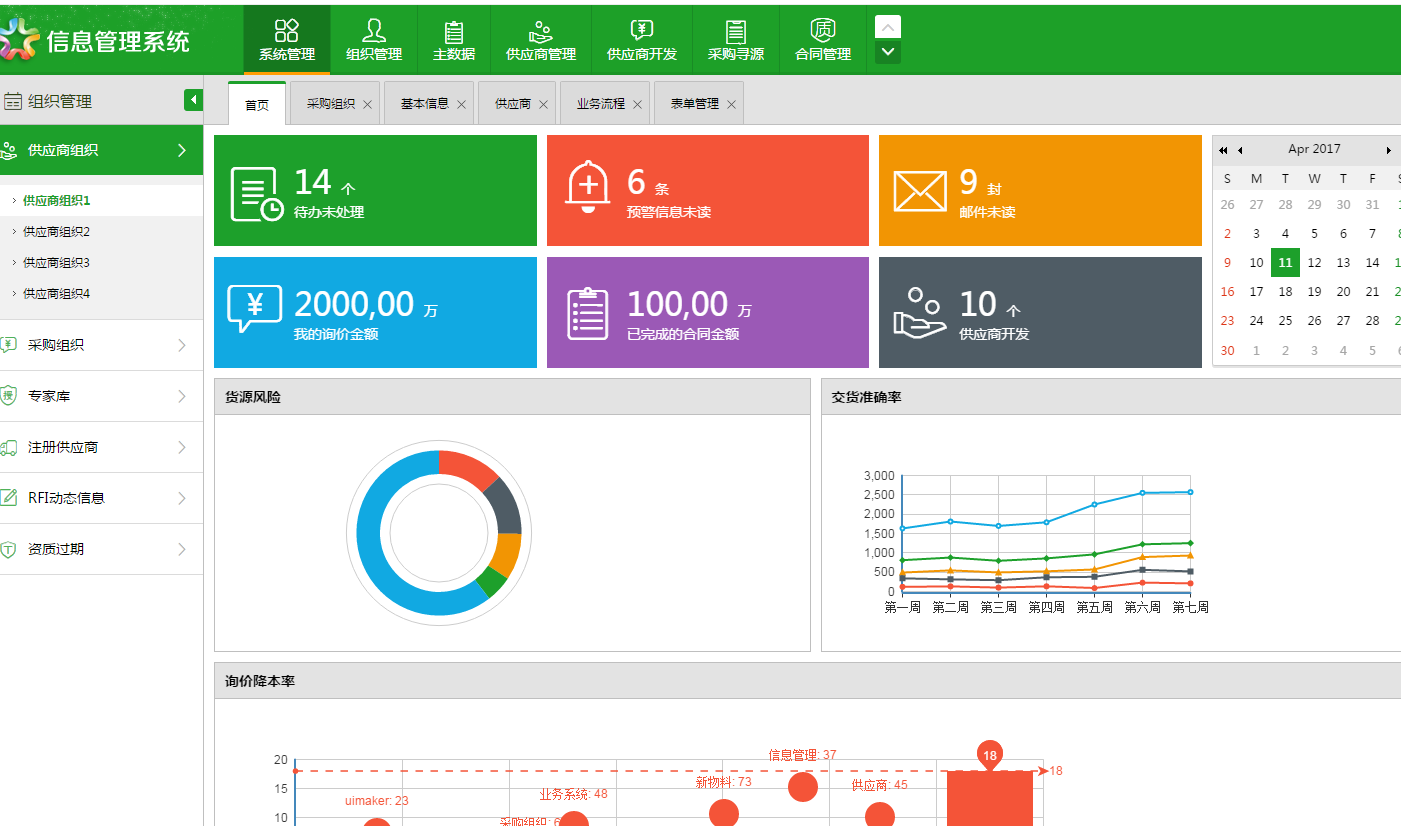 信息管理系统
系统管理
组织管理
主数据
供应商管理
供应商开发
采购寻源
质
合同管理
组织管理
首页
采购组织
基本信息
供应商
业务流程
表单管理
供应商组织
供应商组织1
供应商组织2
供应商组织3
供应商组织4
采购组织
授
专家库
注册供应商
RFI动态信息
资质过期
14 个
待办未处理
6 条
预警信息未读
9 封
邮件未读
¥
2000,00 万
我的询价金额
100,00 万
已完成的合同金额
10 个
供应商开发
Apr 2017
S M T W T F S
26 27 28 29 30 31 1
2 3 4 5 6 7 8
9 10 11 12 13 14
16 17 18 19 20 21
23 24 25 26 27 28
30 1 2 3 4 5
货源风险
交货准确率
3,000
2,500
2,000
1,500
1,000
500
0
第一周 第二周 第三周 第四周 第五周 第六周 第七周
询价降本率
20
15
10
uimaker: 23
采购组织: 6
业务系统: 48
新物料: 73
信息管理: 37
供应商: 45
18
18